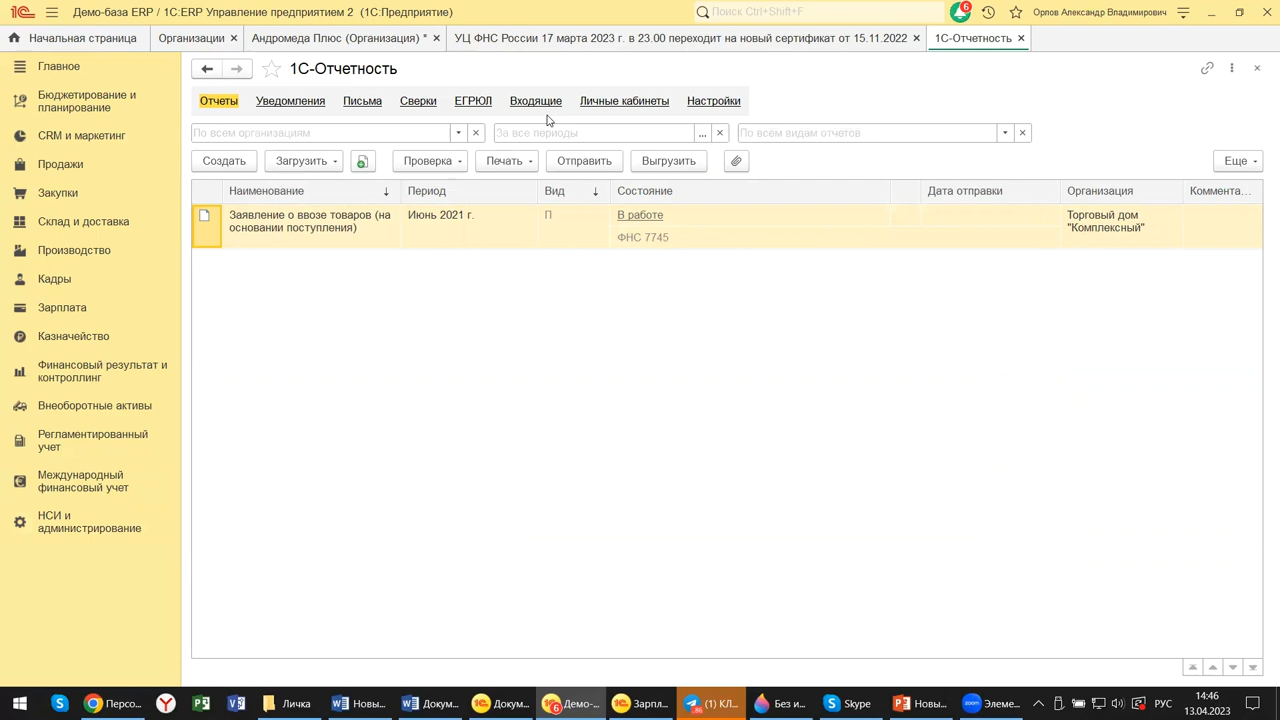 Демо-база ERP / 1C:ERP Управление предприятием 2 (1С:Предприятие)
Поиск Ctrl+Shift+F
6
Орлов Александр Владимирович
Начальная страница
Организации
Андромеда Плюс (Организация) *
УЦ ФНС России 17 марта 2023 г. в 23.00 переходит на новый сертификат от 15.11.2022
1С-Отчетность
Главное
Бюджетирование и
планирование
CRM и маркетинг
Продажи
Закупки
Склад и доставка
Производство
Кадры
Зарплата
Казначейство
Финансовый результат и
контроллинг
Внеоборотные активы
Регламентированный
учет
Международный
финансовый учет
НСИ и
администрирование
1С-Отчетность
Отчеты
Уведомления
Письма
Сверки
ЕГРЮЛ
Входящие
Личные кабинеты
Настройки
По всем организациям
За все периоды
...
По всем видам отчетов
Создать
Загрузить
Проверка
Печать
Отправить
Выгрузить
Еще
Наименование
Период
Вид
Состояние
Дата отправки
Организация
Коммента...
Заявление о ввозе товаров (на
основании поступления)
Июнь 2021 г.
П
В работе
ФНС 7745
Торговый дом
"Комплексный"
Персо...
Личка
Новы...
Докум...
Докум...
Демо-...
Зарпл...
(1) КЛ...
Без и...
Skype
Новы...
Элеме...
РУС
14:46
13.04.2023